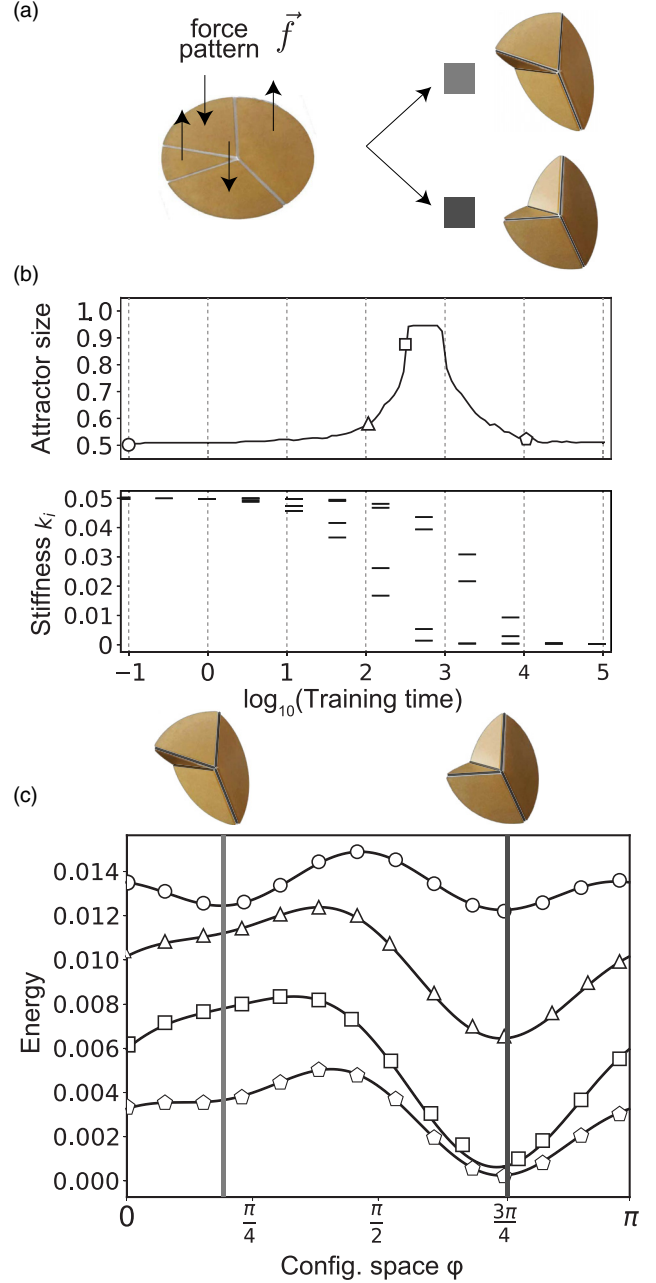 (a)
force
pattern
f⃗
(b)
Attractor size
1.0
0.9
0.8
0.7
0.6
0.5
Stiffness kᵢ
0.05
0.04
0.03
0.02
0.01
0
−1 0 1 2 3 4 5
log₁₀(Training time)
(c)
Energy
0.014
0.012
0.010
0.008
0.006
0.004
0.002
0.000
0 π/4 π/2 3π/4 π
Config. space φ